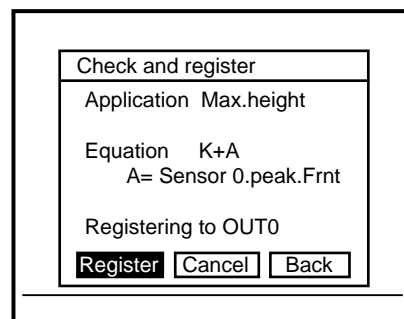 Check and register
Application Max.height
Equation K+A
A= Sensor 0.peak.Frnt
Registering to OUT0
Register Cancel Back